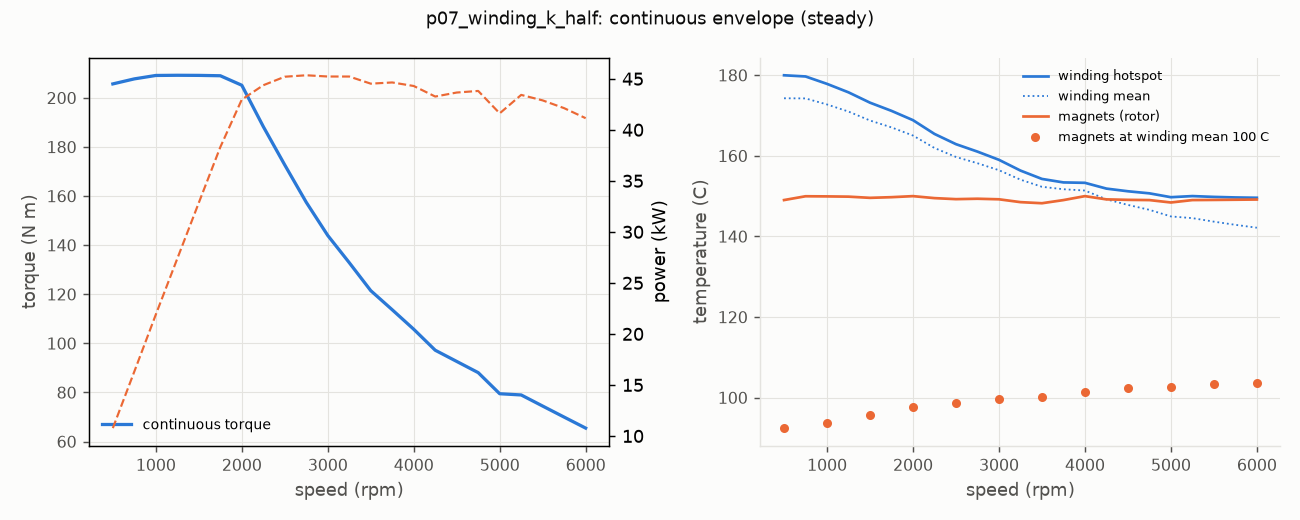 p07_winding_k_half: continuous envelope (steady)
torque (N m)
200
180
160
140
120
100
80
60
continuous torque
1000 2000 3000 4000 5000 6000
speed (rpm)
45
40
35
30
25
20
15
10
power (kW)
temperature (C)
180
160
140
120
100
winding hotspot
winding mean
magnets (rotor)
magnets at winding mean 100 C
1000 2000 3000 4000 5000 6000
speed (rpm)